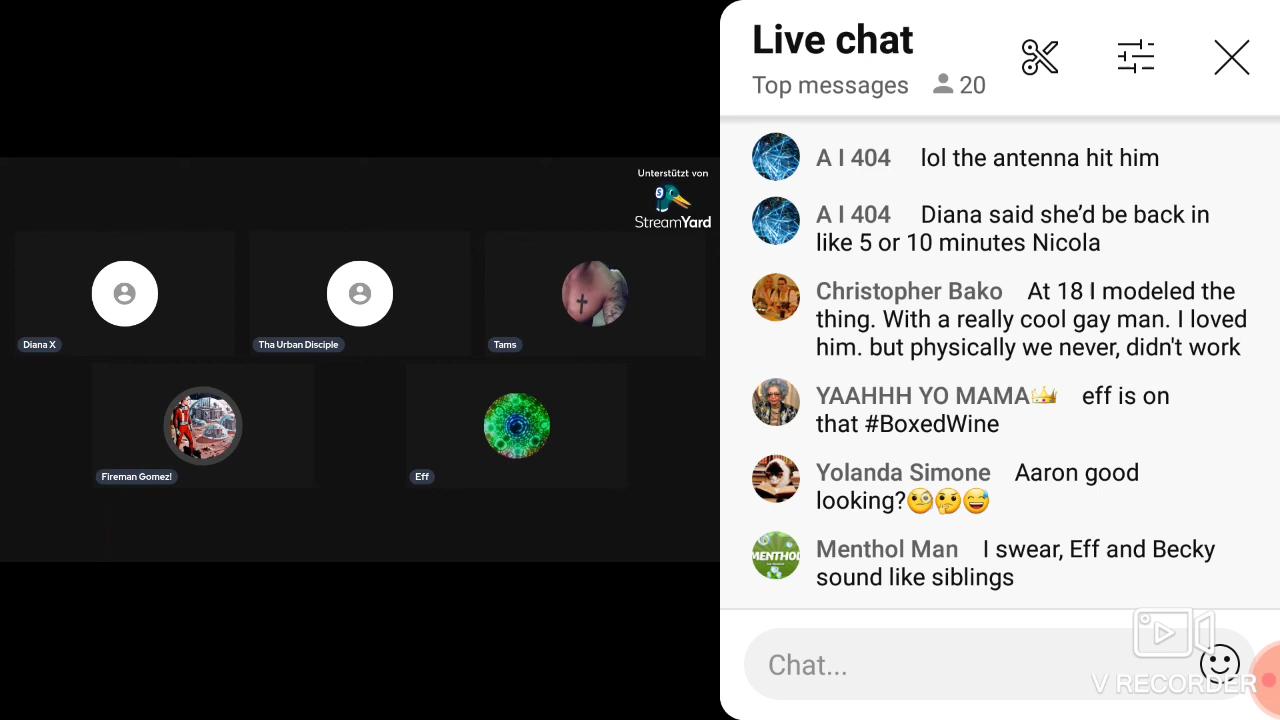 Unterstützt von
StreamYard
Diana X
Tha Urban Disciple
Tams
Fireman Gomez!
Eff
Live chat
Top messages 20
A I 404 lol the antenna hit him
A I 404 Diana said she’d be back in
like 5 or 10 minutes Nicola
Christopher Bako At 18 I modeled the
thing. With a really cool gay man. I loved
him. but physically we never, didn't work
YAAHHH YO MAMA👑 eff is on
that #BoxedWine
Yolanda Simone Aaron good
looking?🧐🤔😅
MENTHOL
Menthol Man I swear, Eff and Becky
sound like siblings
Chat...
V RECORDER